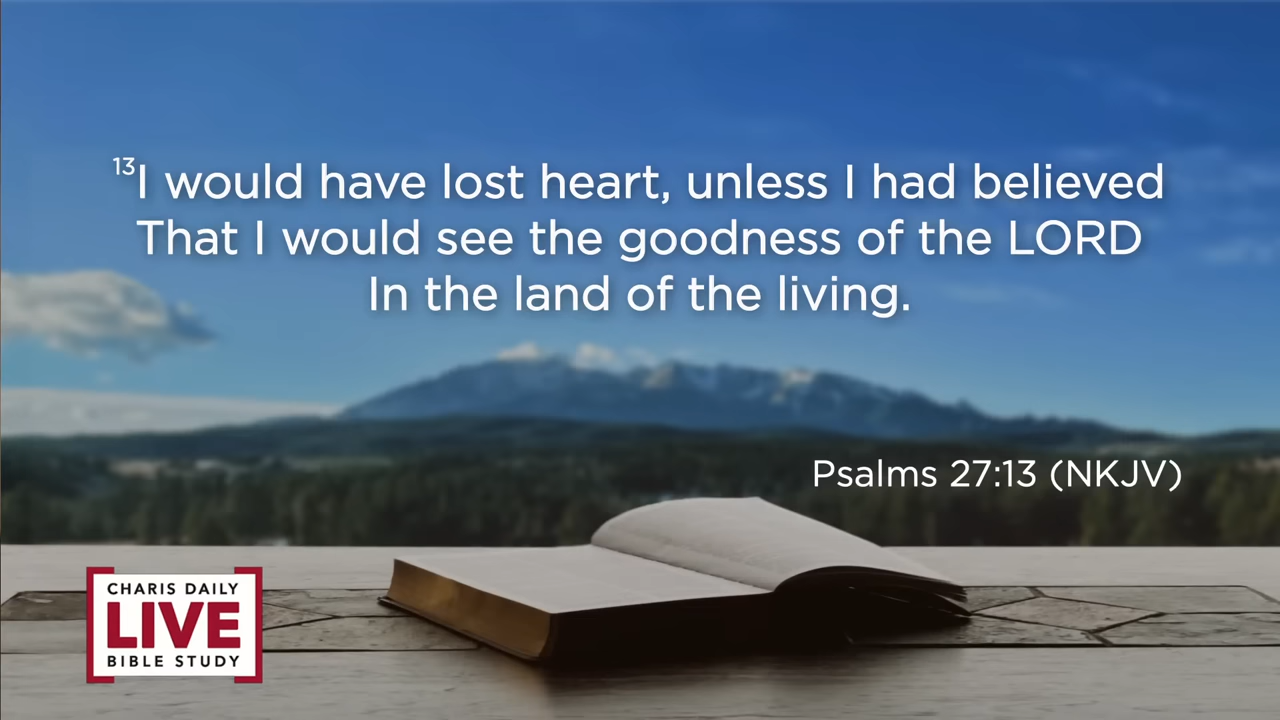 13I would have lost heart, unless I had believed
That I would see the goodness of the LORD
In the land of the living.
Psalms 27:13 (NKJV)
CHARIS DAILY
LIVE
BIBLE STUDY